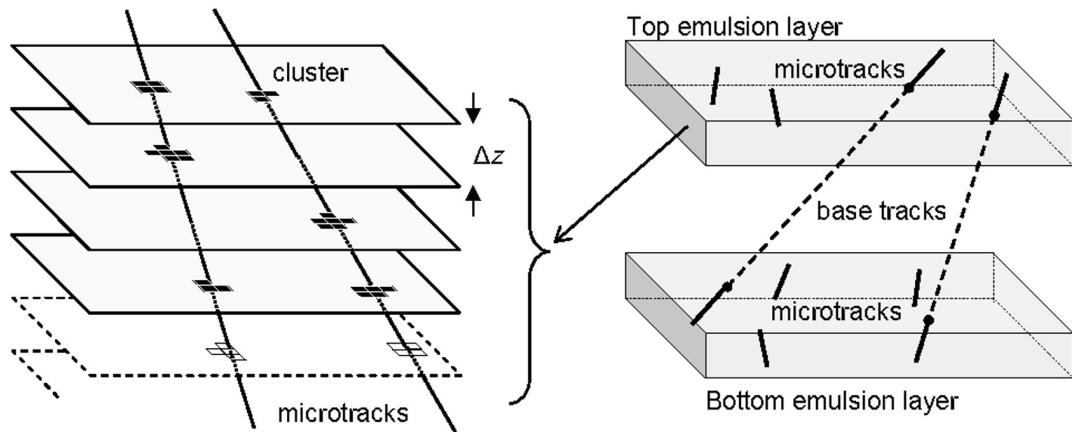 cluster
Δz
microtracks
Top emulsion layer
microtracks
base tracks
microtracks
Bottom emulsion layer